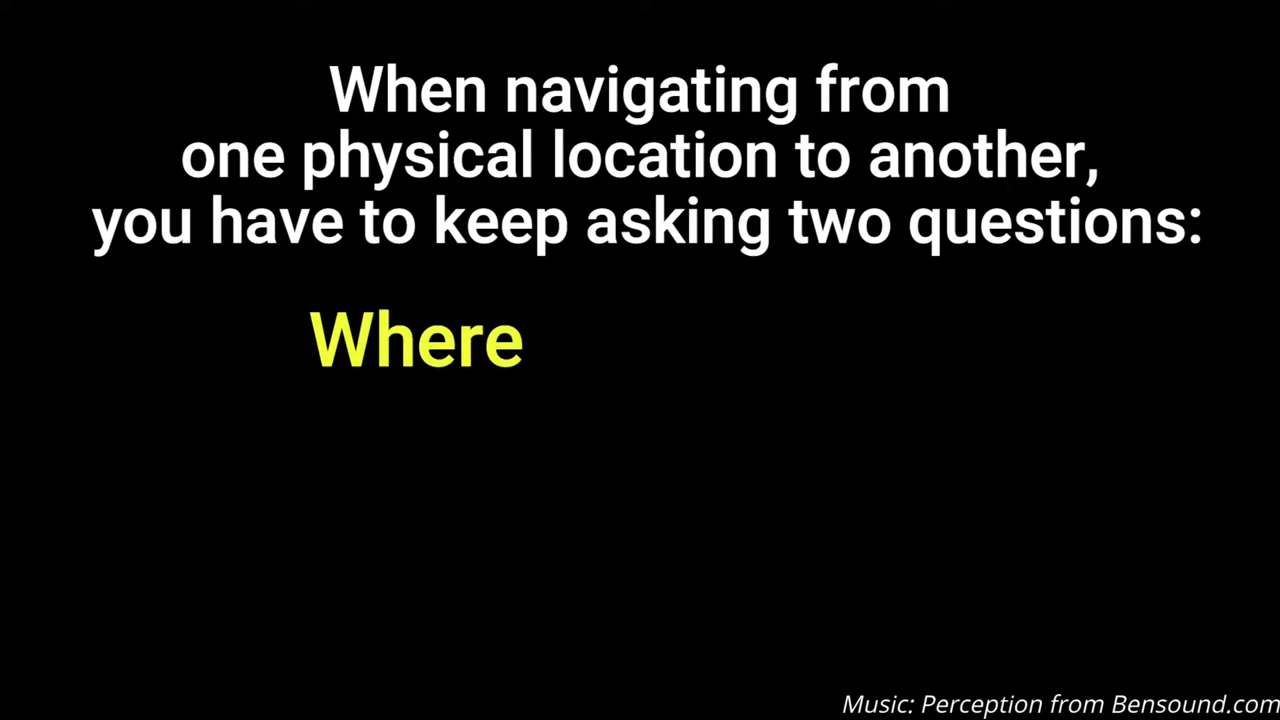 When navigating from
one physical location to another,
you have to keep asking two questions:
Where
Music: Perception from Bensound.com